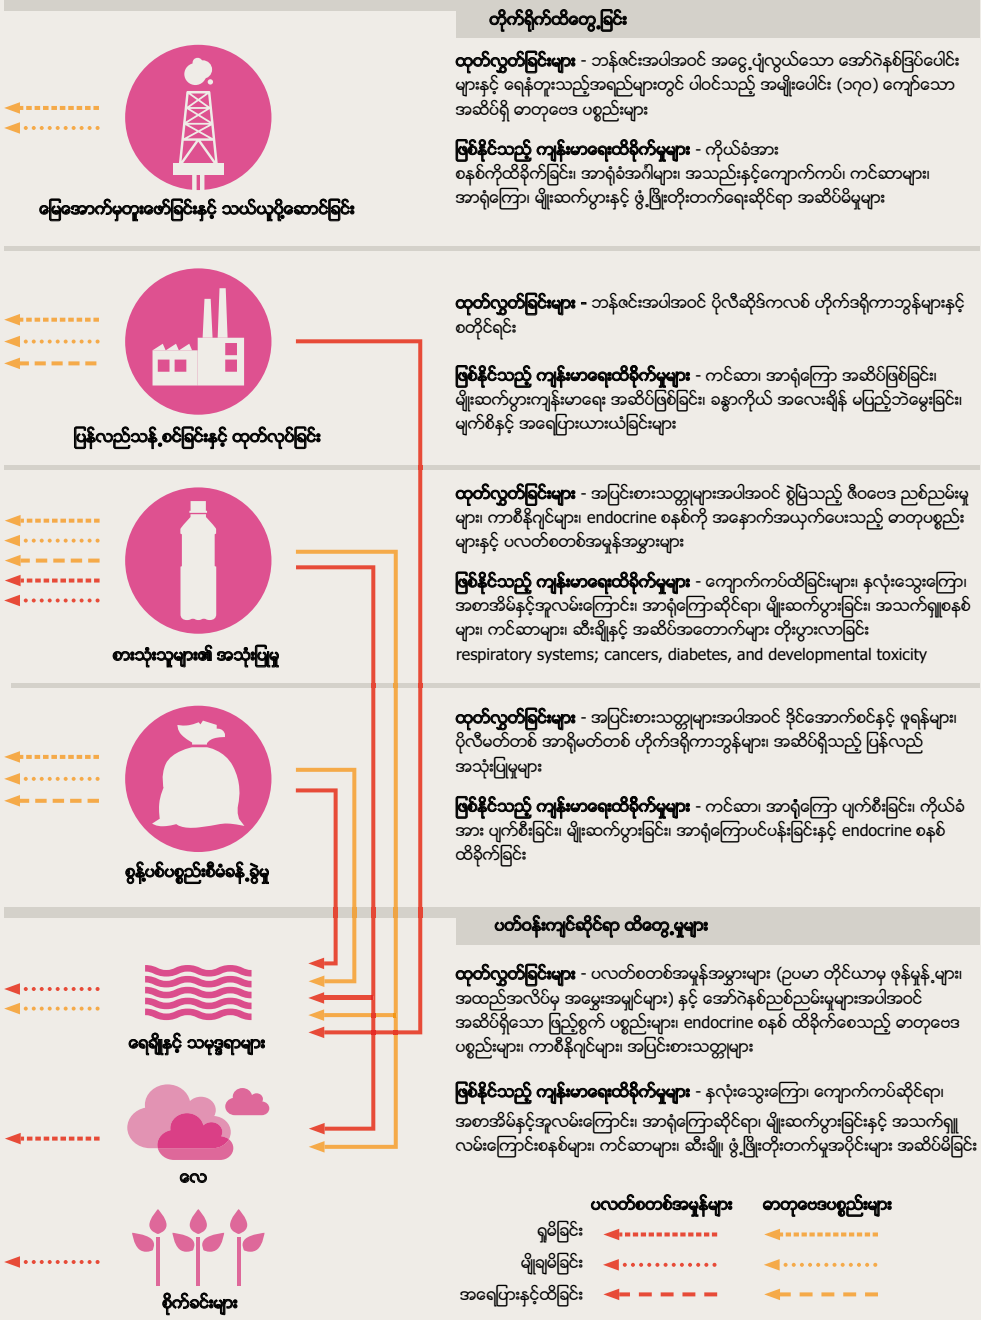 တိုက်ရိုက်ထိတွေ့ခြင်း
ထုတ်လွှတ်ခြင်းများ - ဘန်ဇင်းအပါအဝင် အငွေ့ပျံလွယ်သော အော်ဂဲနစ်ဒြပ်ပေါင်း
များနှင့် ရေနံတူးသည့်အရည်များတွင် ပါဝင်သည့် အမျိုးပေါင်း (၁၇၀) ကျော်သော
အဆိပ်ရှိ ဓာတုဗေဒ ပစ္စည်းများ
ဖြစ်နိုင်သည့် ကျန်းမာရေးထိခိုက်မှုများ - ကိုယ်ခံအား
စနစ်ကိုထိခိုက်ခြင်း၊ အာရုံခံအင်္ဂါများ၊ အသည်းနှင့်ကျောက်ကပ်၊ ကင်ဆာများ၊
အာရုံကြော၊ မျိုးဆက်ပွားနှင့် ဖွံ့ဖြိုးတိုးတက်ရေးဆိုင်ရာ အဆိပ်မိမှုများ
မြေအောက်မှတူးဖော်ခြင်းနှင့် သယ်ယူပို့ဆောင်ခြင်း
ထုတ်လွှတ်ခြင်းများ - ဘန်ဇင်းအပါအဝင် ပိုလီဆိုဒ်ကလစ် ဟိုက်ဒရိုကာဘွန်များနှင့်
စတိုင်ရင်း
ဖြစ်နိုင်သည့် ကျန်းမာရေးထိခိုက်မှုများ - ကင်ဆာ၊ အာရုံကြော အဆိပ်ဖြစ်ခြင်း၊
မျိုးဆက်ပွားကျန်းမာရေး အဆိပ်ဖြစ်ခြင်း၊ ခန္ဓာကိုယ် အလေးချိန် မပြည့်ဘဲမွေးခြင်း၊
မျက်စိနှင့် အရေပြားယားယံခြင်းများ
ပြန်လည်သန့်စင်ခြင်းနှင့် ထုတ်လုပ်ခြင်း
ထုတ်လွှတ်ခြင်းများ - အပြင်းစားသတ္တုများအပါအဝင် စွဲမြဲသည့် ဇီဝဗေဒ ညစ်ညမ်းမှု
များ၊ ကာစီနိုဂျင်များ၊ endocrine စနစ်ကို အနှောက်အယှက်ပေးသည့် ဓာတုပစ္စည်း
များနှင့် ပလတ်စတစ်အမှုန်အမွှားများ
ဖြစ်နိုင်သည့် ကျန်းမာရေးထိခိုက်မှုများ - ကျောက်ကပ်ထိခြင်းများ၊ နှလုံးသွေးကြော၊
အစာအိမ်နှင့်အူလမ်းကြောင်း၊ အာရုံကြောဆိုင်ရာ၊ မျိုးဆက်ပွားခြင်း၊ အသက်ရှူစနစ်
များ၊ ကင်ဆာများ၊ ဆီးချိုနှင့် အဆိပ်အတောက်များ တိုးပွားလာခြင်း
respiratory systems; cancers, diabetes, and developmental toxicity
စားသုံးသူများ၏ အသုံးပြုမှု
ထုတ်လွှတ်ခြင်းများ - အပြင်းစားသတ္တုများအပါအဝင် ဒိုင်အောက်စင်နှင့် ဖူရန်များ၊
ပိုလီမတ်တစ် အာရိုမတ်တစ် ဟိုက်ဒရိုကာဘွန်များ၊ အဆိပ်ရှိသည့် ပြန်လည်
အသုံးပြုမှုများ
ဖြစ်နိုင်သည့် ကျန်းမာရေးထိခိုက်မှုများ - ကင်ဆာ၊ အာရုံကြော ပျက်စီးခြင်း၊ ကိုယ်ခံ
အား ပျက်စီးခြင်း၊ မျိုးဆက်ပွားခြင်း၊ အာရုံကြောပင်ပန်းခြင်းနှင့် endocrine စနစ်
ထိခိုက်ခြင်း
စွန့်ပစ်ပစ္စည်းစီမံခန့်ခွဲမှု
ပတ်ဝန်းကျင်ဆိုင်ရာ ထိတွေ့မှုများ
ထုတ်လွှတ်ခြင်းများ - ပလတ်စတစ်အမှုန်အမွှားများ (ဥပမာ တိုင်ယာမှ ဖုန်မှုန့်များ၊
အထည်အလိပ်မှ အမွှေးအမျှင်များ) နှင့် အော်ဂဲနစ်ညစ်ညမ်းမှုများအပါအဝင်
အဆိပ်ရှိသော ဖြည့်စွက် ပစ္စည်းများ၊ endocrine စနစ် ထိခိုက်စေသည့် ဓာတုဗေဒ
ပစ္စည်းများ၊ ကာစီနိုဂျင်များ၊ အပြင်းစားသတ္တုများ
ရေချိုနှင့် သမုဒ္ဒရာများ
ဖြစ်နိုင်သည့် ကျန်းမာရေးထိခိုက်မှုများ - နှလုံးသွေးကြော၊ ကျောက်ကပ်ဆိုင်ရာ၊
အစာအိမ်နှင့်အူလမ်းကြောင်း၊ အာရုံကြောဆိုင်ရာ၊ မျိုးဆက်ပွားခြင်းနှင့် အသက်ရှူ
လမ်းကြောင်းစနစ်များ၊ ကင်ဆာများ၊ ဆီးချို၊ ဖွံ့ဖြိုးတိုးတက်မှုအပိုင်းများ အဆိပ်မိခြင်း
လေ
ပလတ်စတစ်အမှုန်များ ဓာတုဗေဒပစ္စည်းများ
ရှူမိခြင်း
မျိုချမိခြင်း
အရေပြားနှင့်ထိခြင်း
စိုက်ခင်းများ